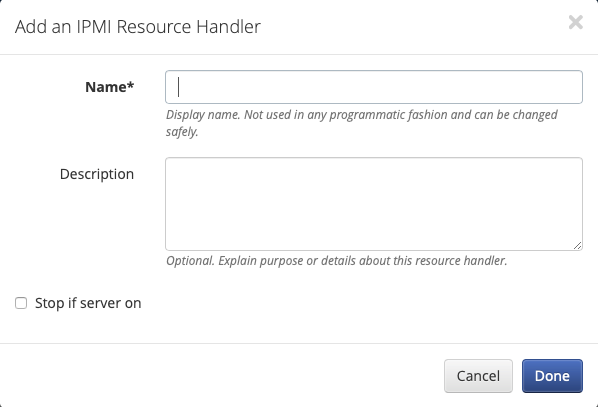 Add an IPMI Resource Handler
Name*
Display name. Not used in any programmatic fashion and can be changed
safely.
Description
Optional. Explain purpose or details about this resource handler.
Stop if server on
Cancel
Done